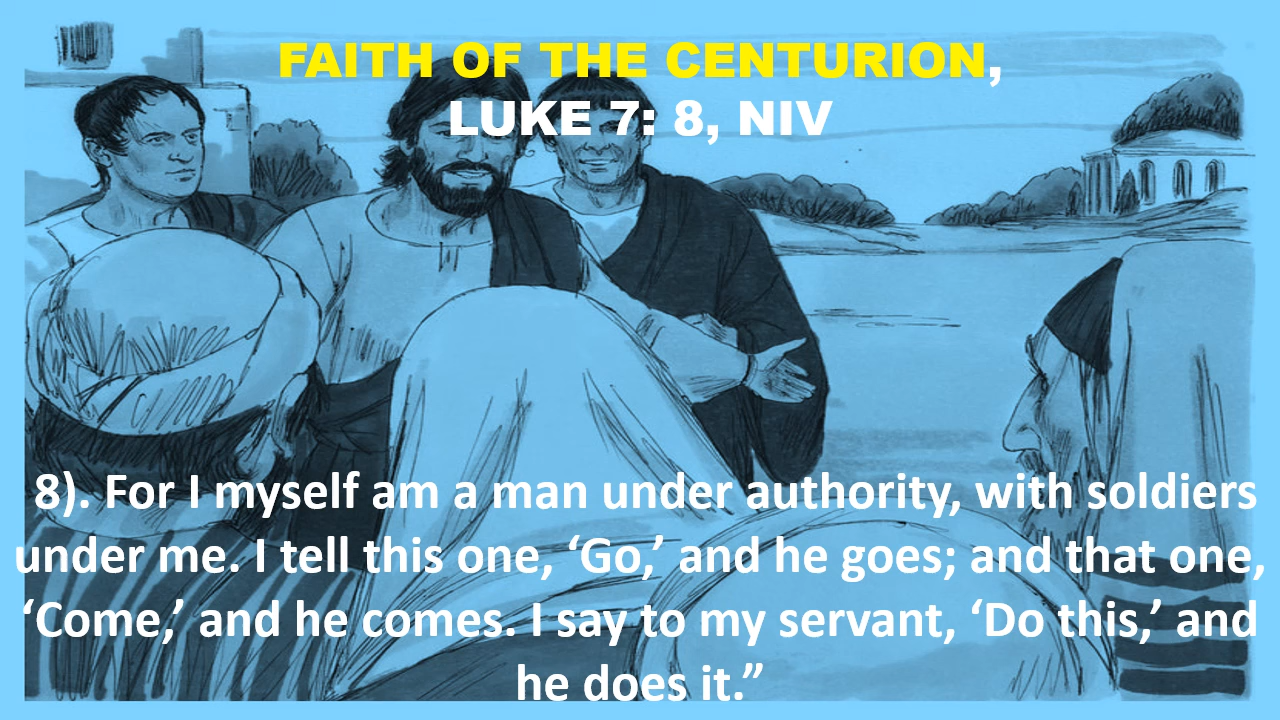 FAITH OF THE CENTURION,
LUKE 7: 8, NIV
8). For I myself am a man under authority, with soldiers
under me. I tell this one, ‘Go,’ and he goes; and that one,
‘Come,’ and he comes. I say to my servant, ‘Do this,’ and
he does it.”